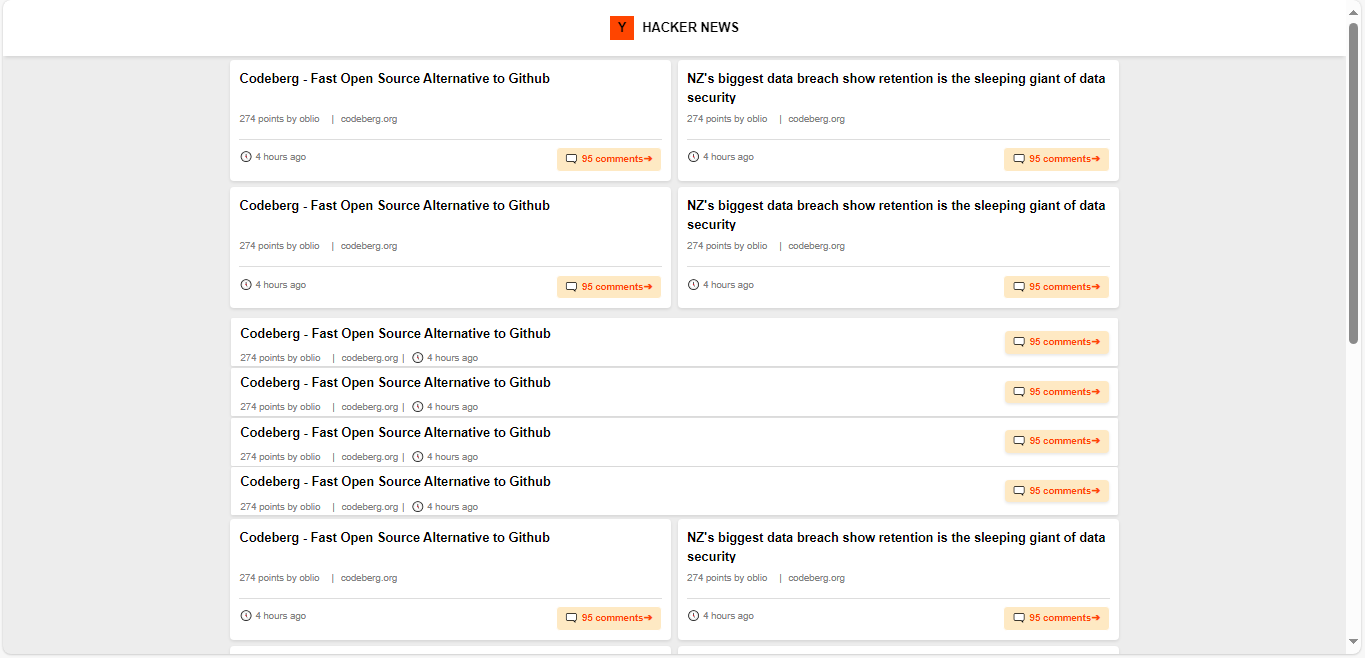 Y HACKER NEWS
Codeberg - Fast Open Source Alternative to Github
274 points by oblio | codeberg.org
4 hours ago
95 comments➔
NZ's biggest data breach show retention is the sleeping giant of data
security
274 points by oblio | codeberg.org
4 hours ago
95 comments➔
Codeberg - Fast Open Source Alternative to Github
274 points by oblio | codeberg.org
4 hours ago
95 comments➔
NZ's biggest data breach show retention is the sleeping giant of data
security
274 points by oblio | codeberg.org
4 hours ago
95 comments➔
Codeberg - Fast Open Source Alternative to Github
274 points by oblio | codeberg.org | 4 hours ago
95 comments➔
Codeberg - Fast Open Source Alternative to Github
274 points by oblio | codeberg.org | 4 hours ago
95 comments➔
Codeberg - Fast Open Source Alternative to Github
274 points by oblio | codeberg.org | 4 hours ago
95 comments➔
Codeberg - Fast Open Source Alternative to Github
274 points by oblio | codeberg.org | 4 hours ago
95 comments➔
Codeberg - Fast Open Source Alternative to Github
274 points by oblio | codeberg.org
4 hours ago
95 comments➔
NZ's biggest data breach show retention is the sleeping giant of data
security
274 points by oblio | codeberg.org
4 hours ago
95 comments➔